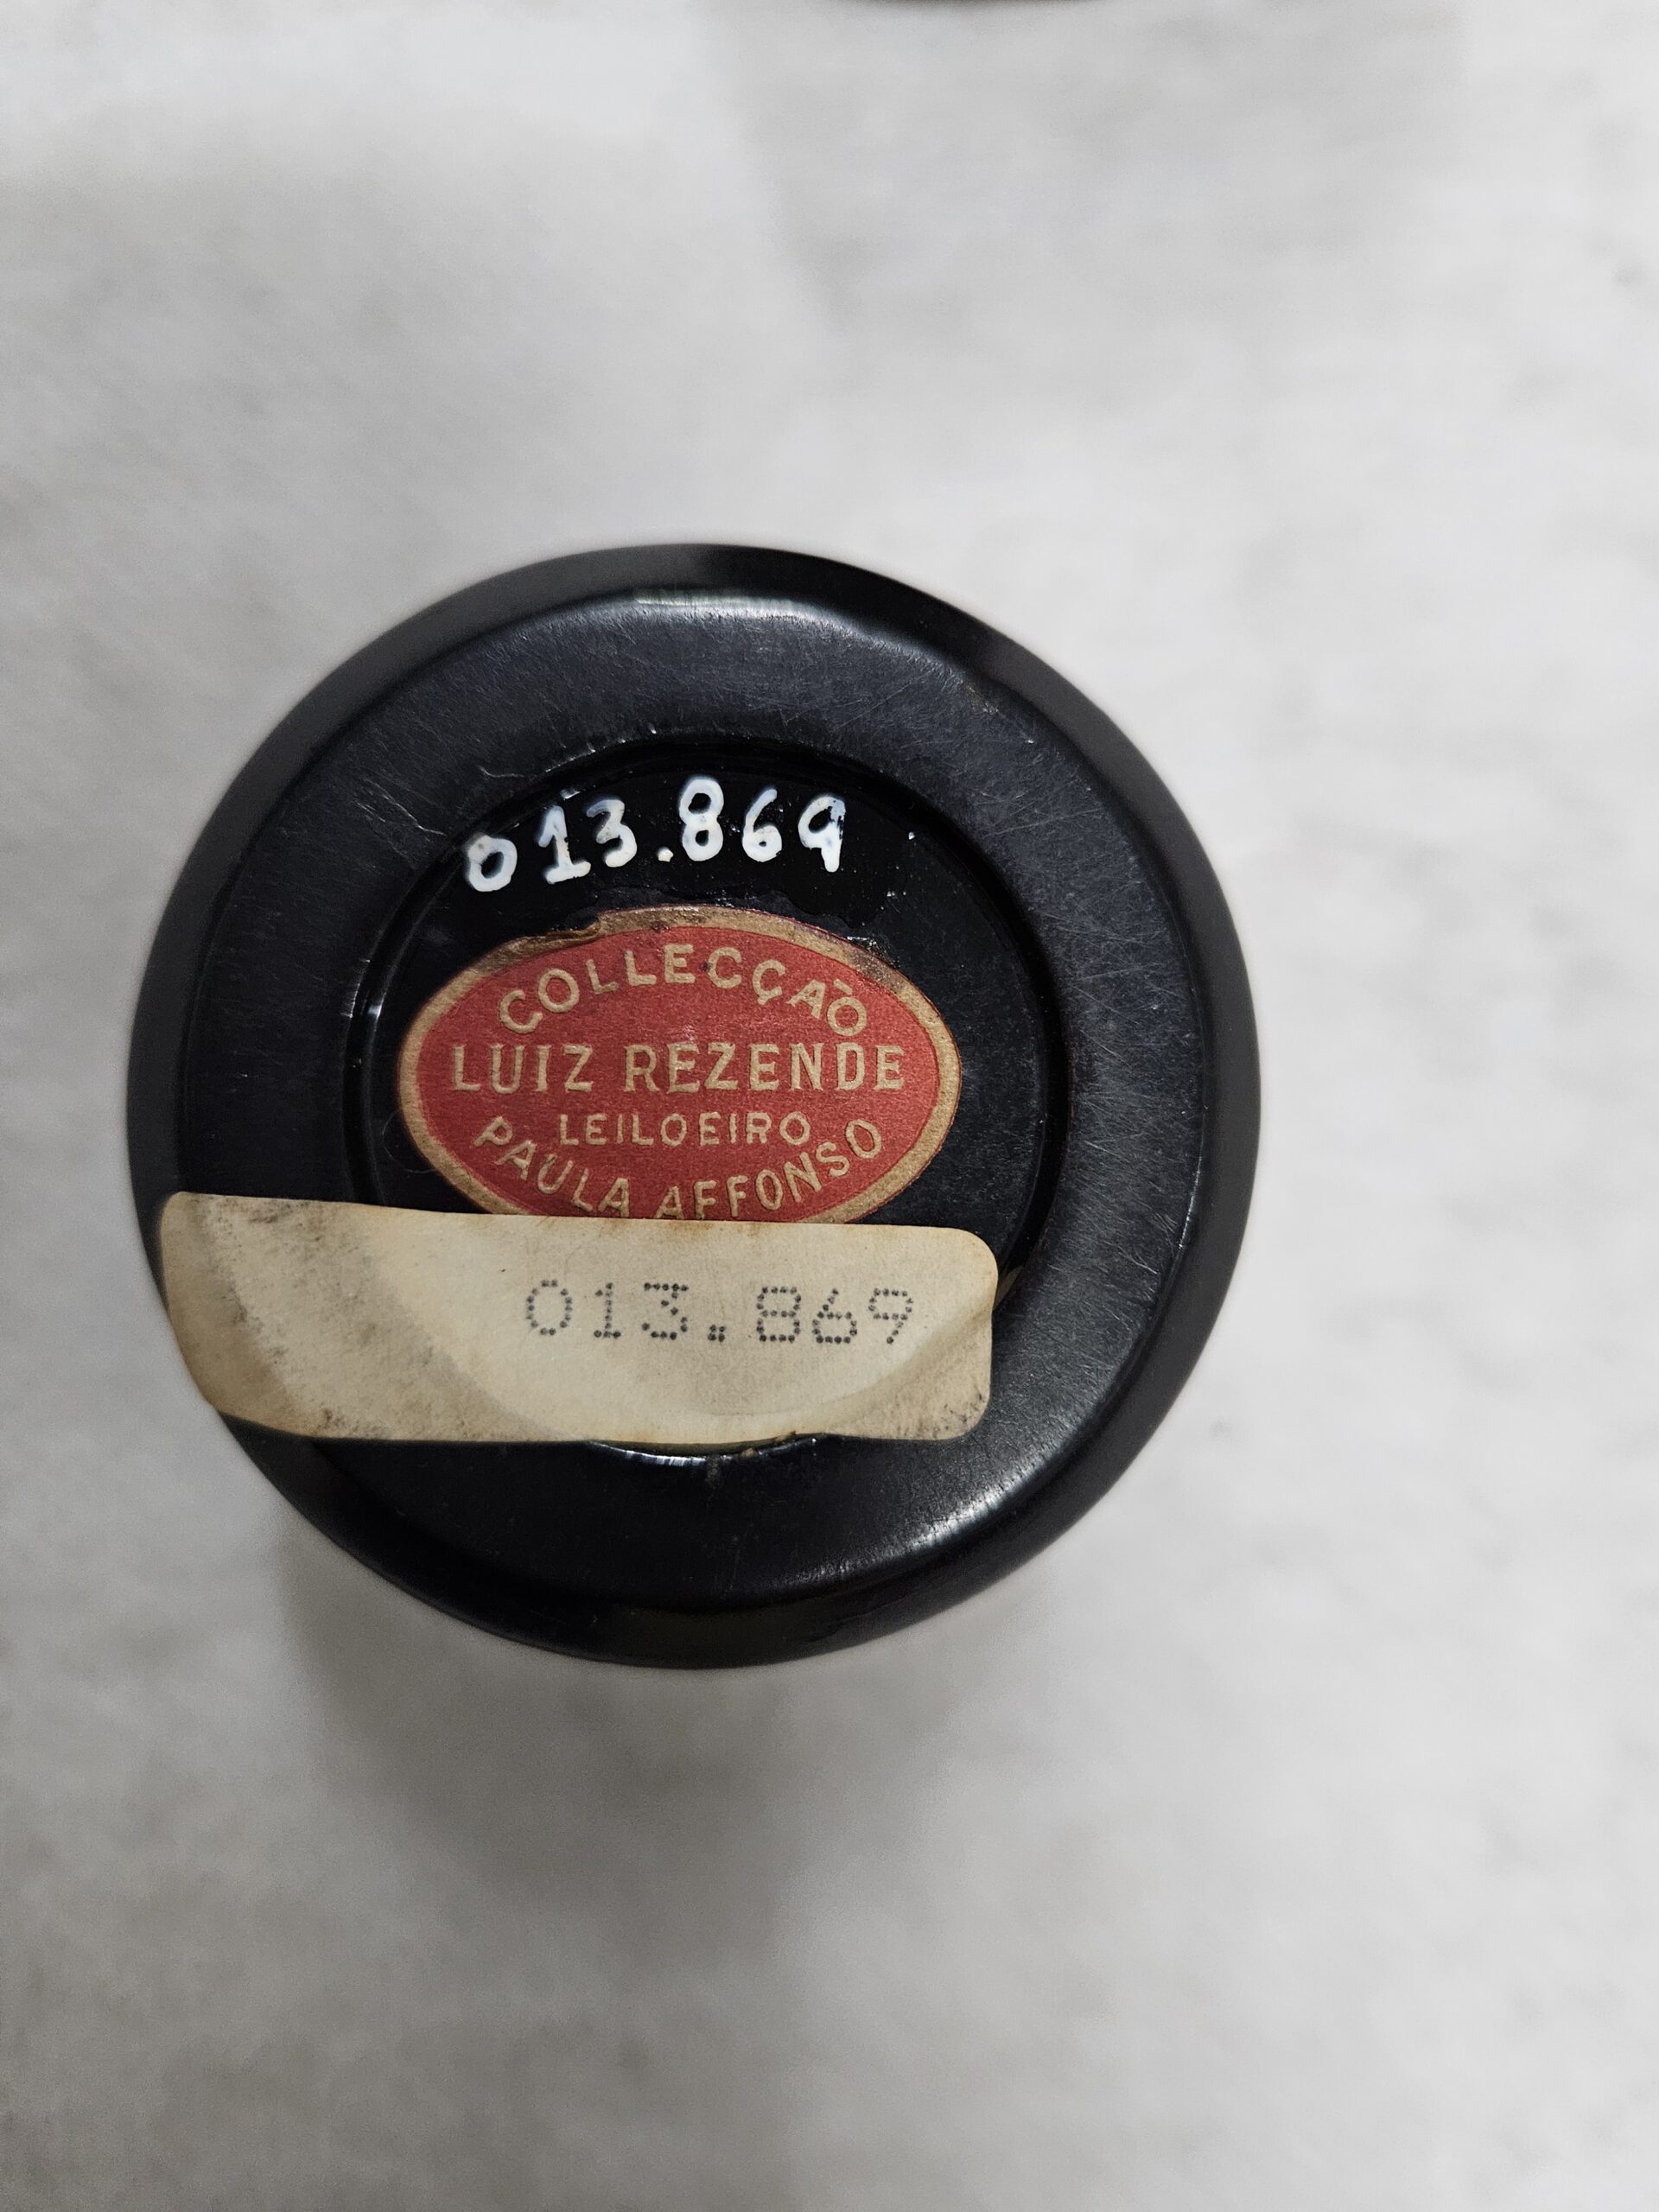 013.869
COLLECÇÃO
LUIZ REZENDE
LEILOEIRO
PAULA AFFONSO
013.869